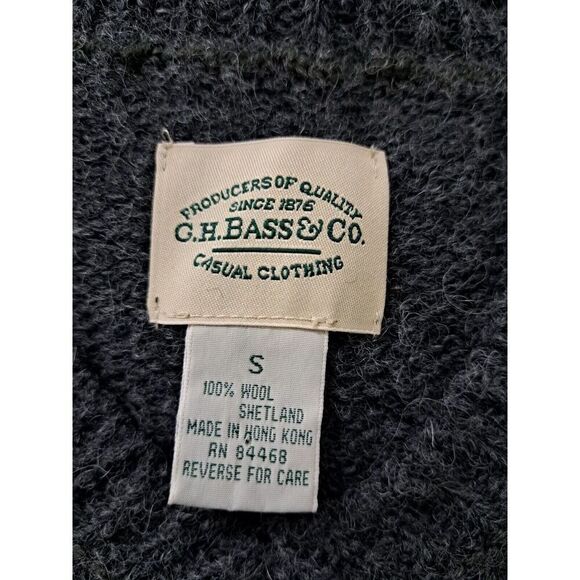 PRODUCERS OF QUALITY
SINCE 1876
G.H.BASS&CO.
CASUAL CLOTHING
S
100% WOOL
SHETLAND
MADE IN HONG KONG
RN 84468
REVERSE FOR CARE